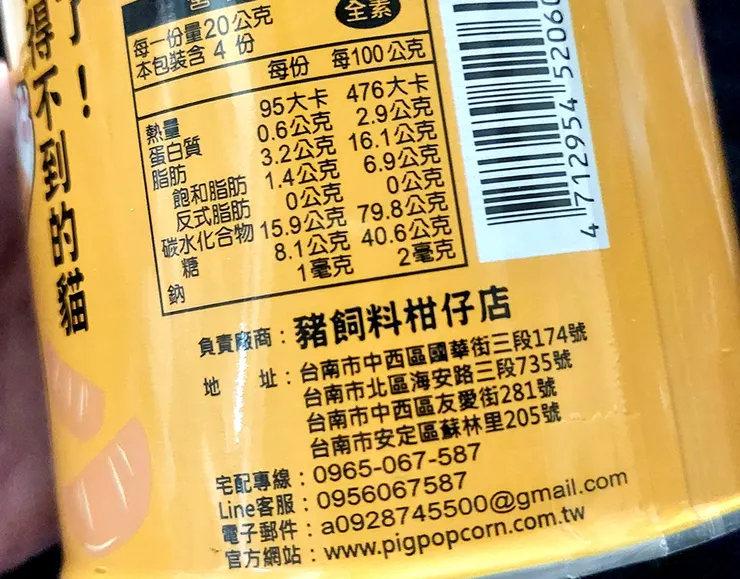 了！
得不到的貓
全素
每一份量20公克
本包裝含 4 份
每份 每100公克
熱量 95大卡 476大卡
蛋白質 0.6公克 2.9公克
脂肪 3.2公克 16.1公克
飽和脂肪 1.4公克 6.9公克
反式脂肪 0公克 0公克
碳水化合物 15.9公克 79.8公克
糖 8.1公克 40.6公克
鈉 1毫克 2毫克
4 712954 52060
負責廠商：豬飼料柑仔店
地 址：台南市中西區國華街三段174號
台南市北區海安路三段735號
台南市中西區友愛街281號
台南市安定區蘇林里205號
宅配專線：0965-067-587
Line客服：0956067587
電子郵件：a0928745500@gmail.com
官方網站：www.pigpopcorn.com.tw